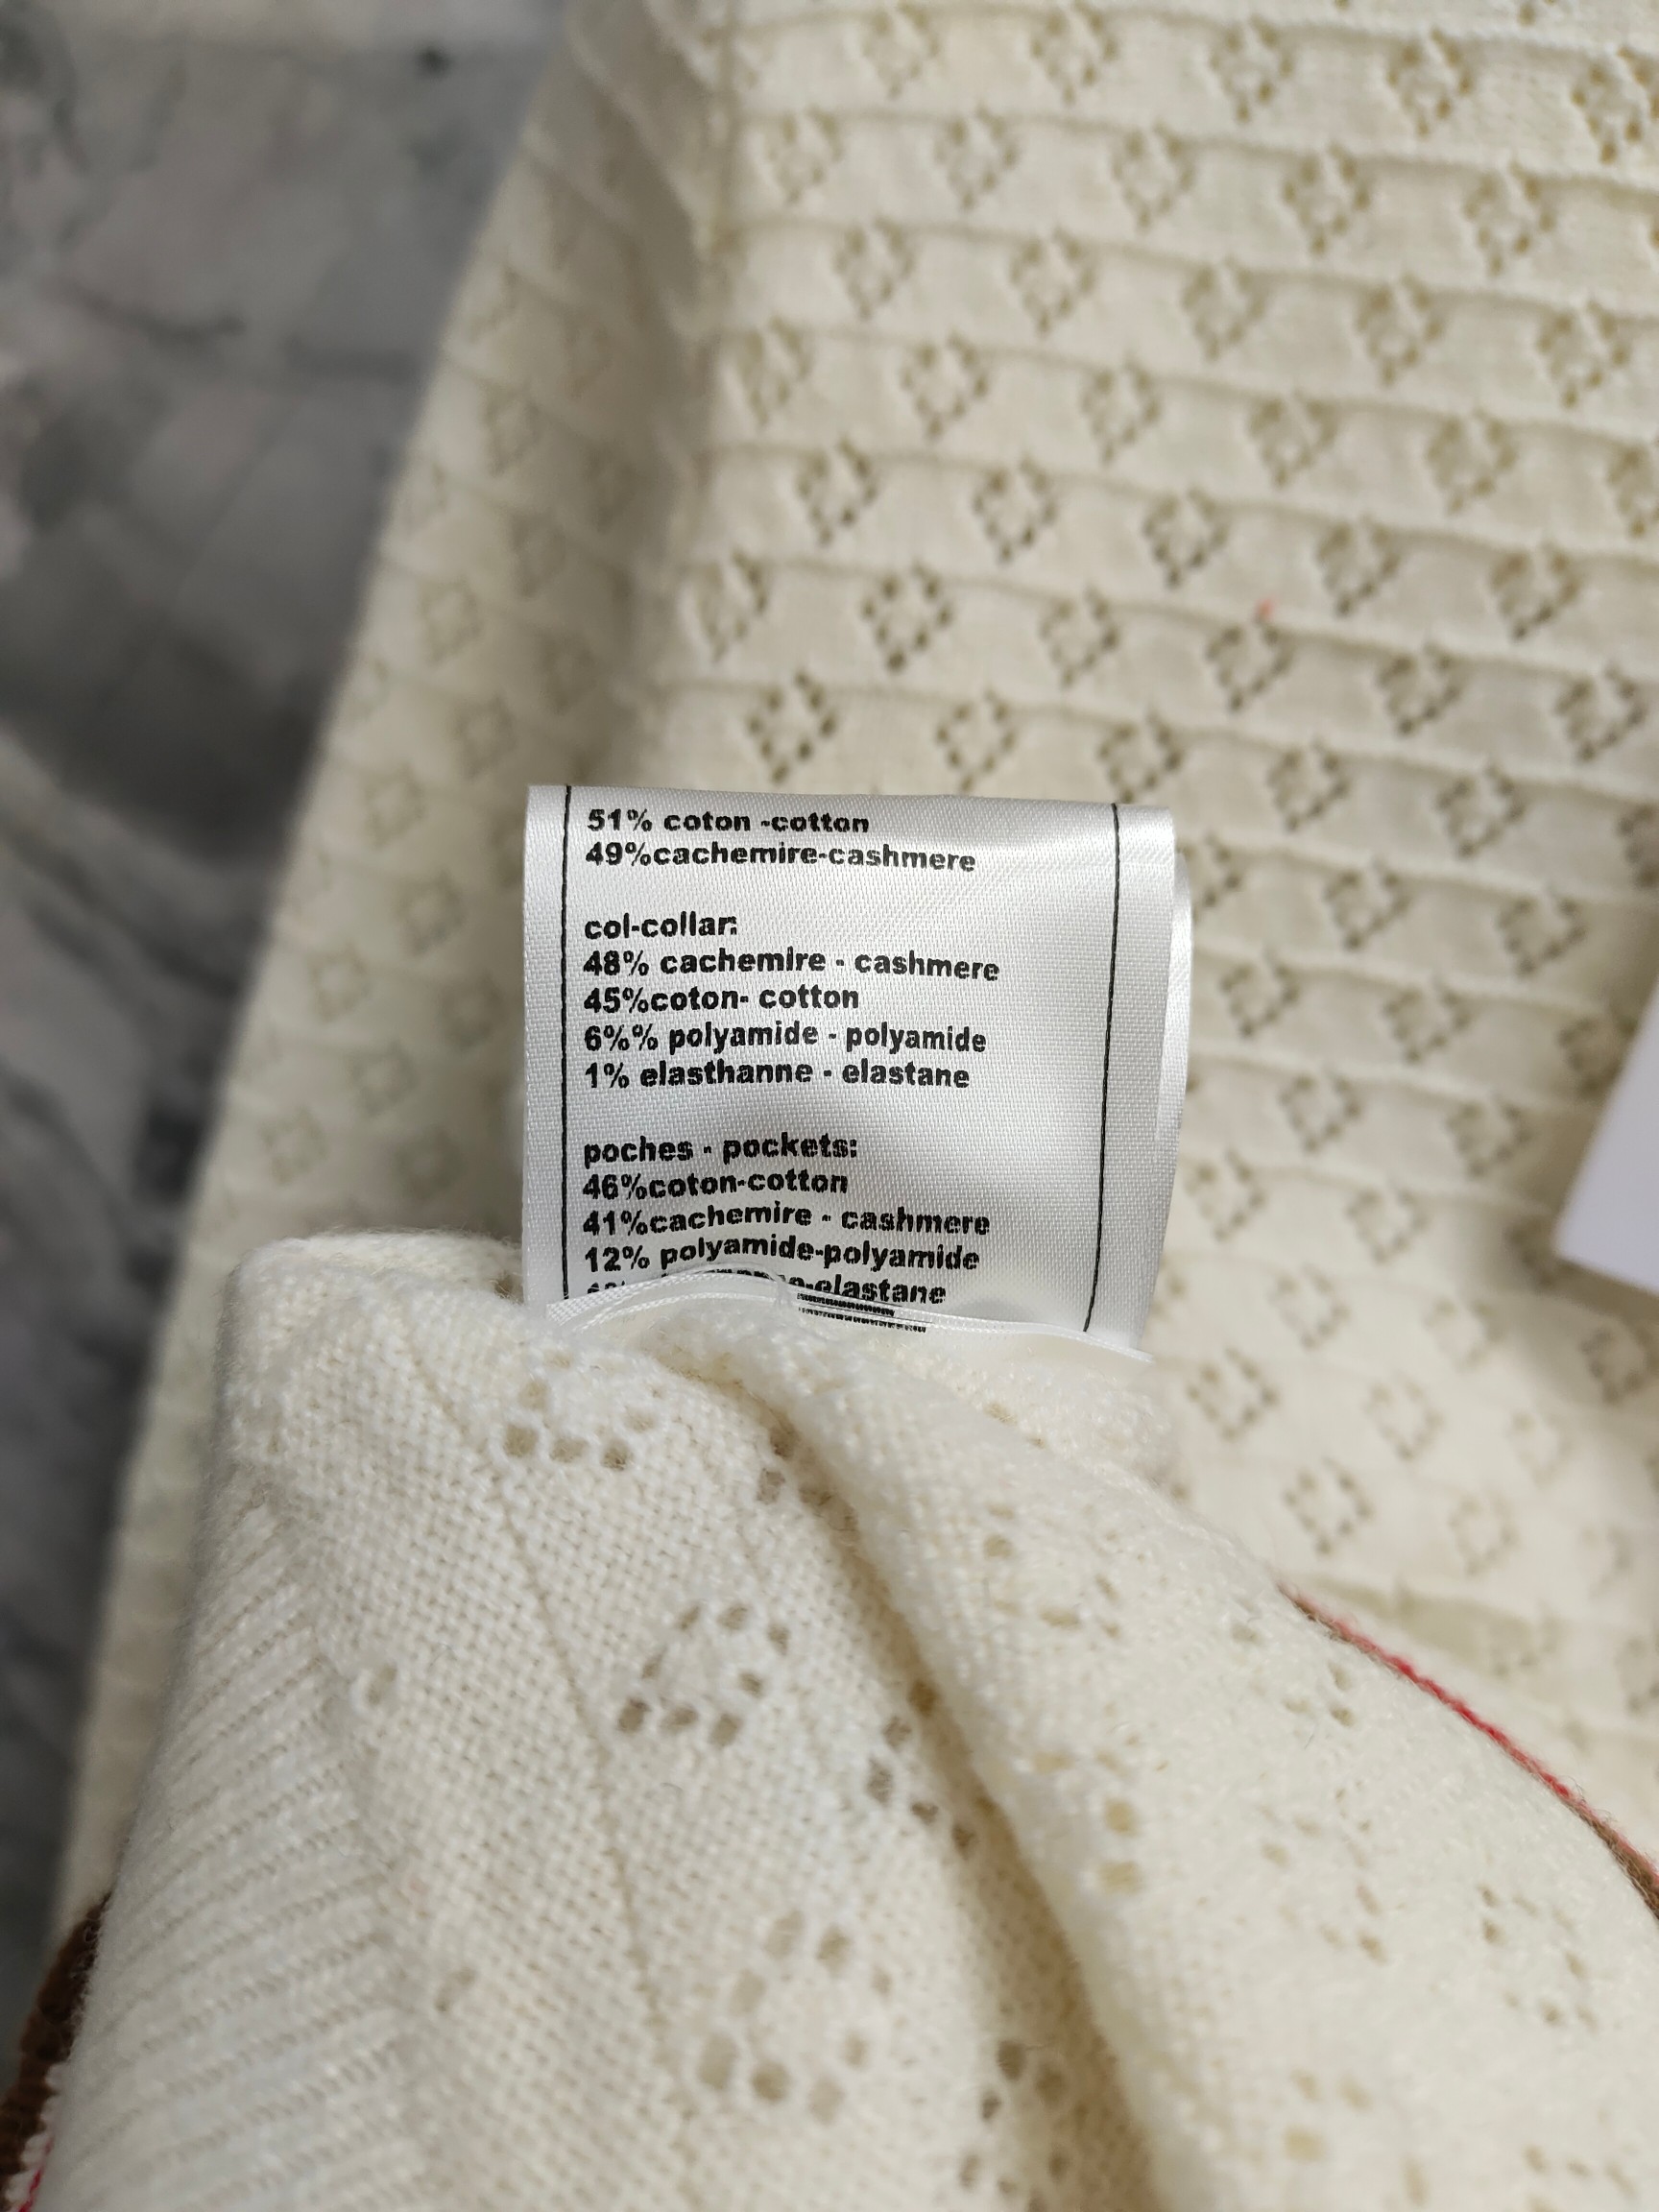 51% coton -cotton
49%cachemire-cashmere
col-collar:
48% cachemire - cashmere
45%coton- cotton
6%% polyamide - polyamide
1% elasthanne - elastane
poches - pockets:
46%coton-cotton
41%cachemire - cashmere
12% polyamide-polyamide
-elastane